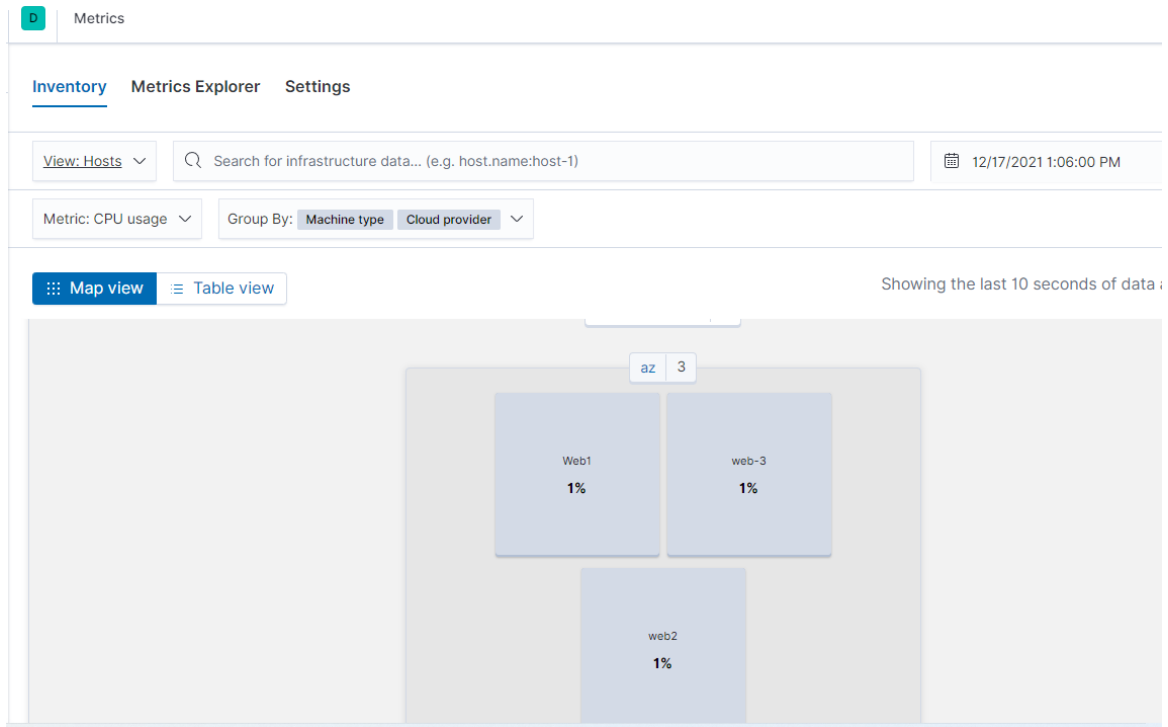 D Metrics
Inventory Metrics Explorer Settings
View: Hosts Search for infrastructure data... (e.g. host.name:host-1) 12/17/2021 1:06:00 PM
Metric: CPU usage Group By: Machine type Cloud provider
Map view Table view Showing the last 10 seconds of data
az 3
Web1 web-3
1% 1%
web2
1%